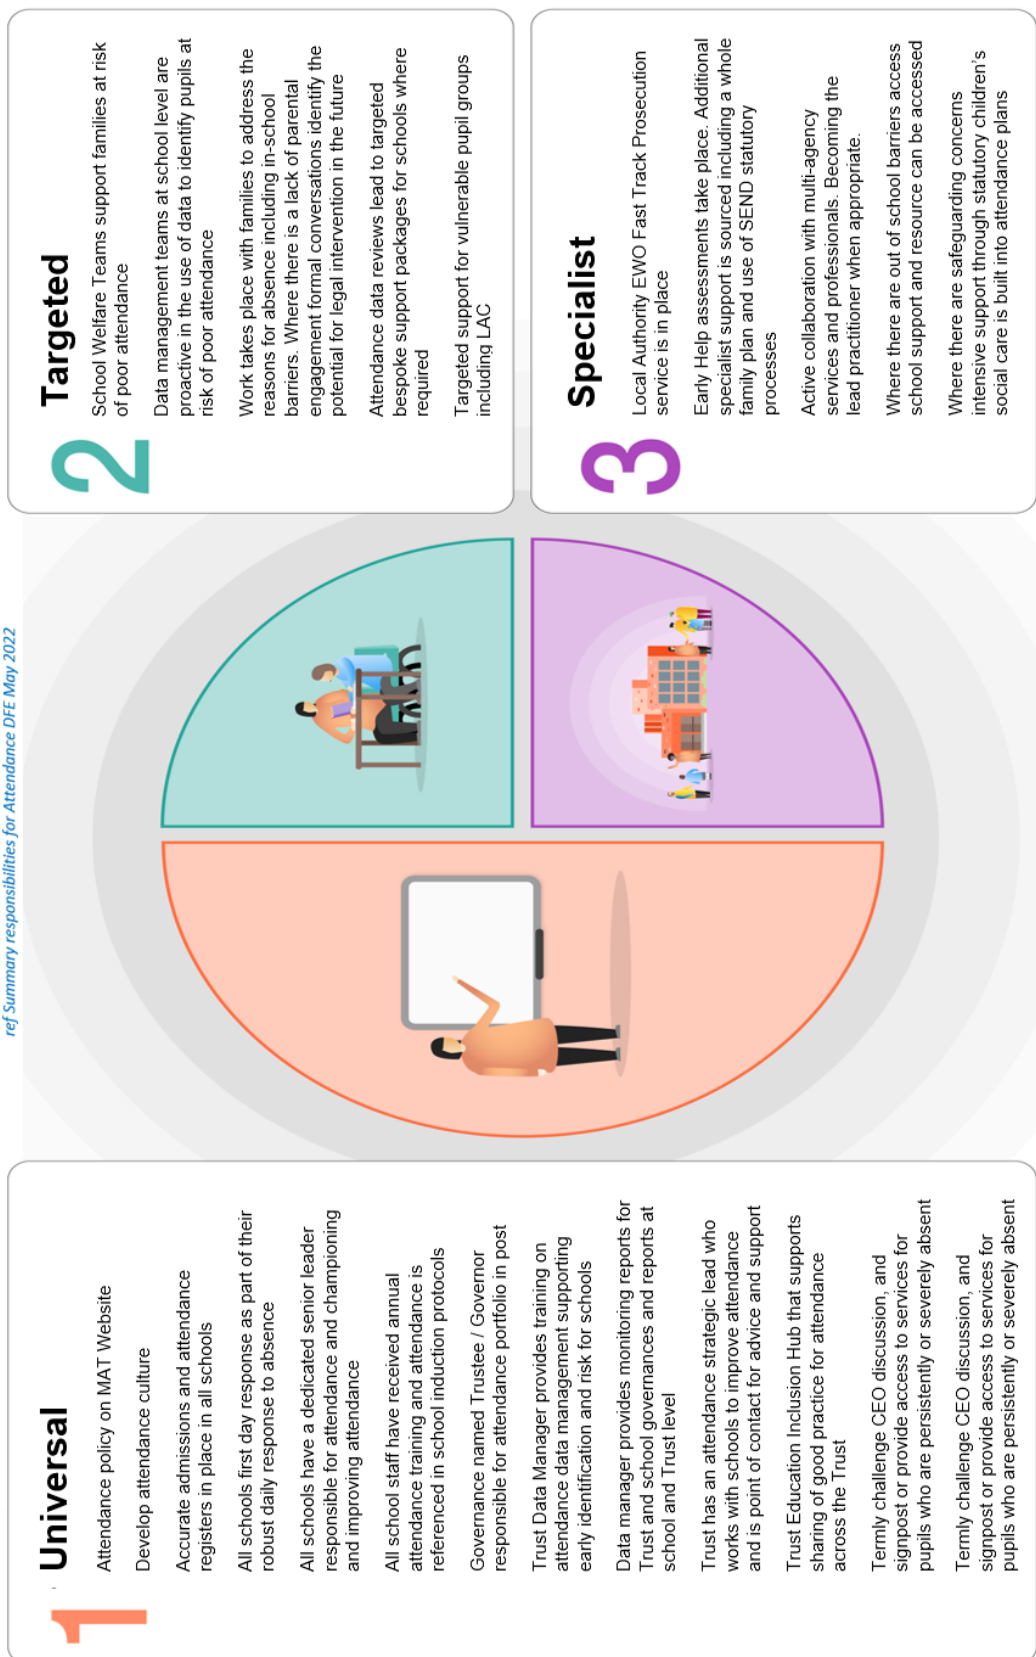 ref Summary responsibilities for Attendance DFE May 2022
1
Universal
Attendance policy on MAT Website
Develop attendance culture
Accurate admissions and attendance
registers in place in all schools
All schools first day response as part of their
robust daily response to absence
All schools have a dedicated senior leader
responsible for attendance and championing
and improving attendance
All school staff have received annual
attendance training and attendance is
referenced in school induction protocols
Governance named Trustee / Governor
responsible for attendance portfolio in post
Trust Data Manager provides training on
attendance data management supporting
early identification and risk for schools
Data manager provides monitoring reports for
Trust and school governances and reports at
school and Trust level
Trust has an attendance strategic lead who
works with schools to improve attendance
and is point of contact for advice and support
Trust Education Inclusion Hub that supports
sharing of good practice for attendance
across the Trust
Termly challenge CEO discussion, and
signpost or provide access to services for
pupils who are persistently or severely absent
Termly challenge CEO discussion, and
signpost or provide access to services for
pupils who are persistently or severely absent
2
Targeted
School Welfare Teams support families at risk
of poor attendance
Data management teams at school level are
proactive in the use of data to identify pupils at
risk of poor attendance
Work takes place with families to address the
reasons for absence including in-school
barriers. Where there is a lack of parental
engagement formal conversations identify the
potential for legal intervention in the future
Attendance data reviews lead to targeted
bespoke support packages for schools where
required
Targeted support for vulnerable pupil groups
including LAC
3
Specialist
Local Authority EWO Fast Track Prosecution
service is in place
Early Help assessments take place. Additional
specialist support is sourced including a whole
family plan and use of SEND statutory
processes
Active collaboration with multi-agency
services and professionals. Becoming the
lead practitioner when appropriate.
Where there are out of school barriers access
school support and resource can be accessed
Where there are safeguarding concerns
intensive support through statutory children's
social care is built into attendance plans